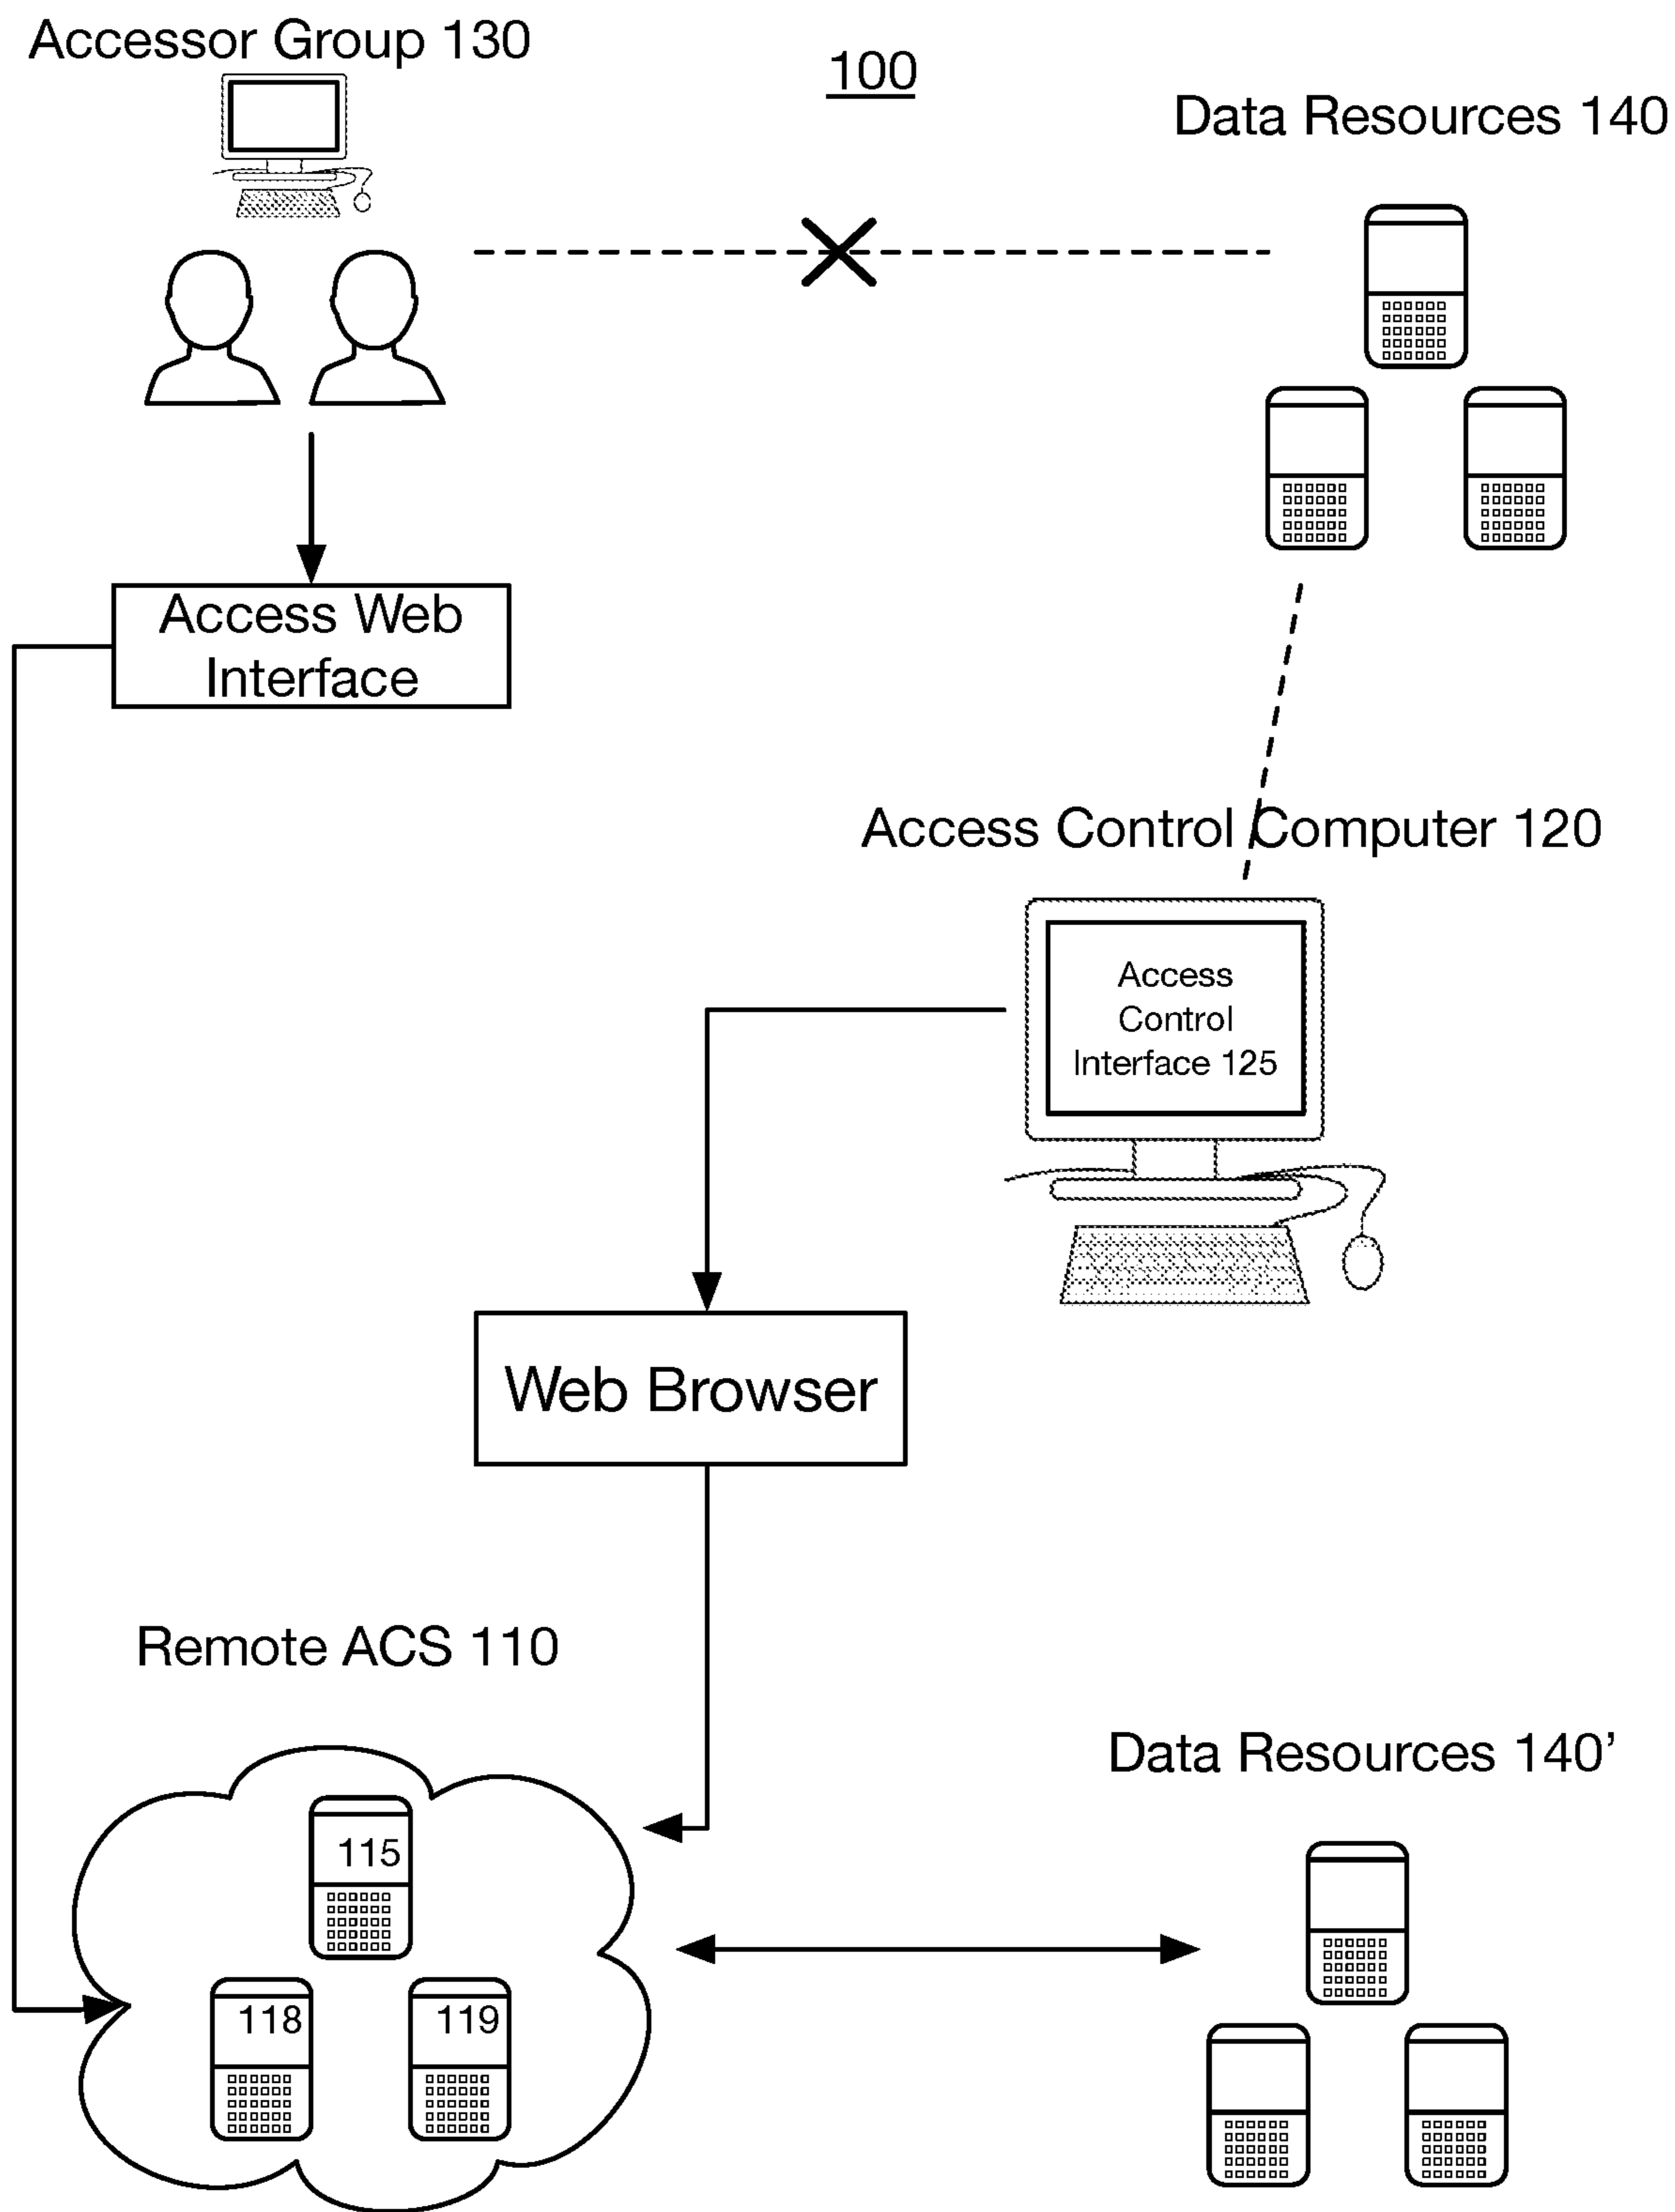 Accessor Group 130
100
Data Resources 140
Access Web
Interface
Access Control Computer 120
Access
Control
Interface 125
Web Browser
Remote ACS 110
Data Resources 140’
115
118
119